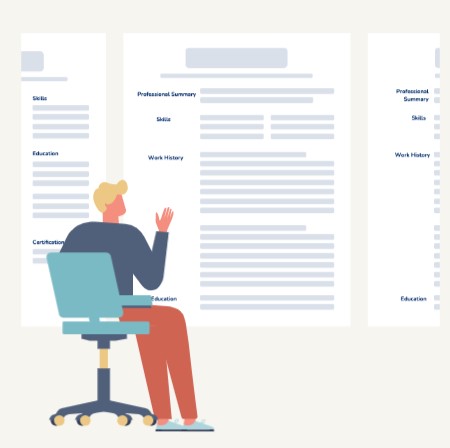 Skills
Education
Certification
Professional Summary
Skills
Work History
Education
Professional
Summary
Skills
Work History
Education